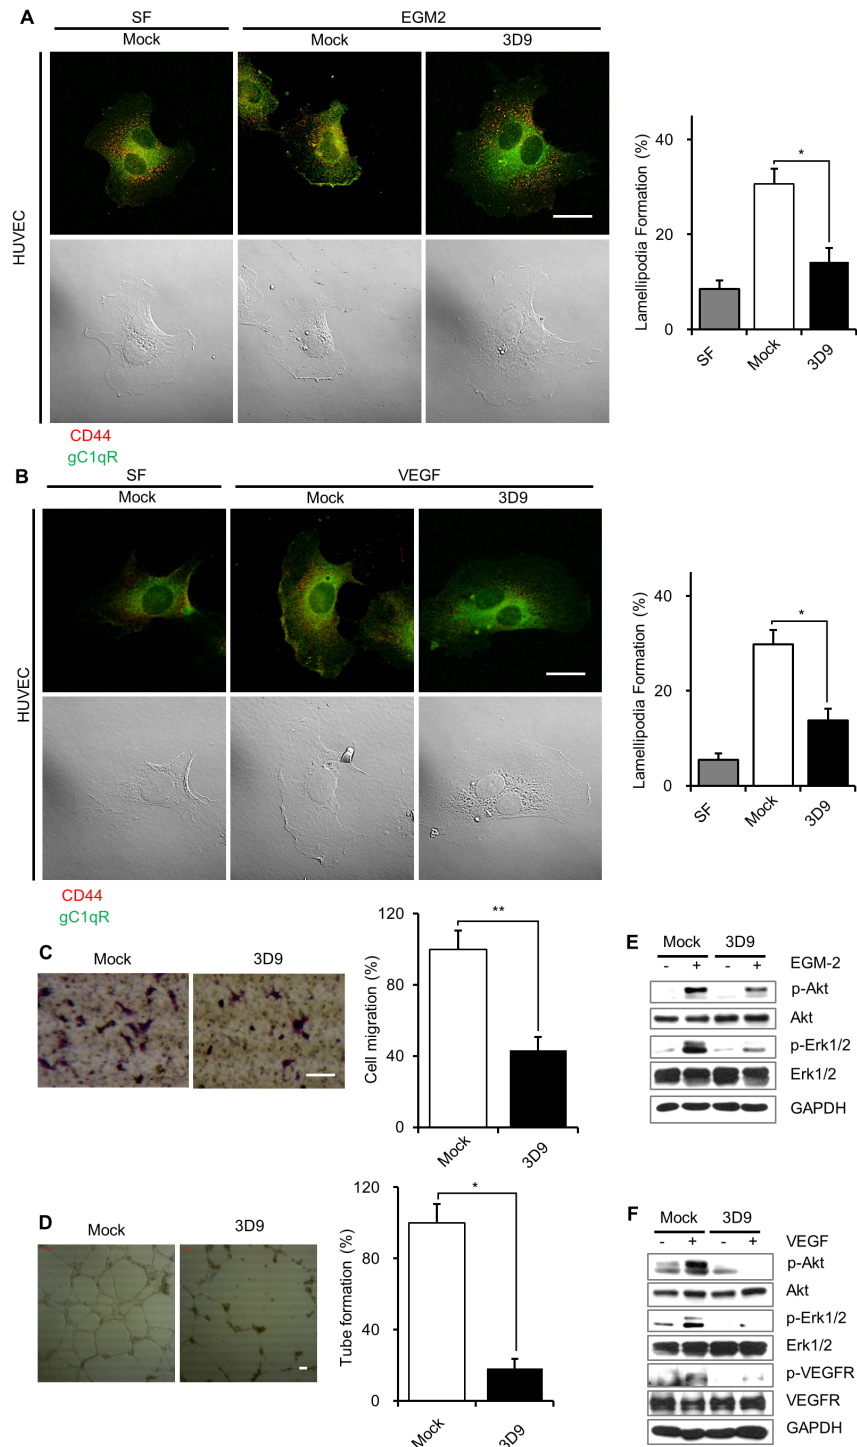 A
SF
EGM2
Mock
Mock
3D9
HUVEC
CD44
gC1qR
Lamellipodia Formation (%)
40
20
0
*
SF
Mock
3D9
B
SF
VEGF
Mock
Mock
3D9
HUVEC
CD44
gC1qR
Lamellipodia Formation (%)
40
20
0
*
SF
Mock
3D9
C
Mock
3D9
Cell migration (%)
120
80
40
0
**
Mock
3D9
D
Mock
3D9
Tube formation (%)
120
80
40
0
*
Mock
3D9
E
Mock
3D9
- + - + EGM-2
p-Akt
Akt
p-Erk1/2
Erk1/2
GAPDH
F
Mock
3D9
- + - + VEGF
p-Akt
Akt
p-Erk1/2
Erk1/2
p-VEGFR
VEGFR
GAPDH